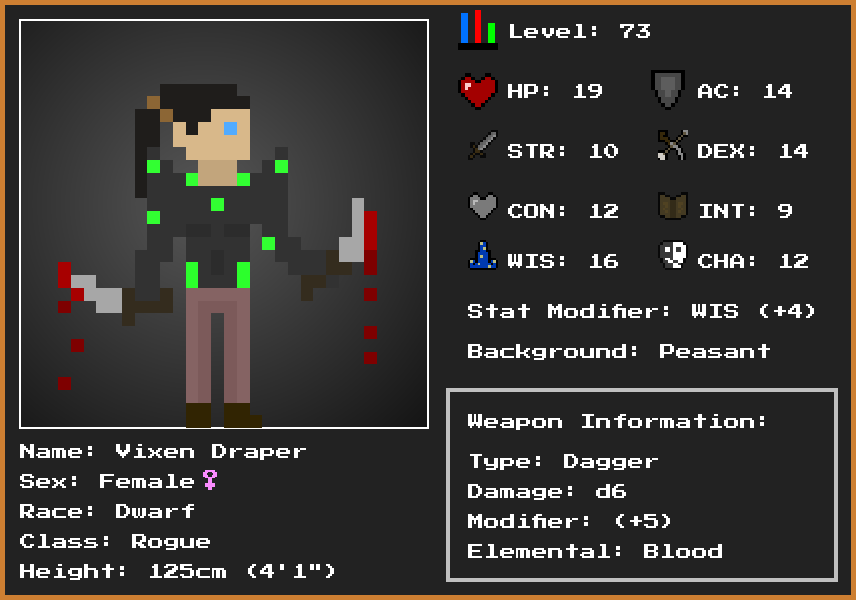 Level: 73
HP: 19
AC: 14
STR: 10
DEX: 14
CON: 12
INT: 9
WIS: 16
CHA: 12
Stat Modifier: WIS (+4)
Background: Peasant
Weapon Information:
Type: Dagger
Damage: d6
Modifier: (+5)
Elemental: Blood
Name: Vixen Draper
Sex: Female♀
Race: Dwarf
Class: Rogue
Height: 125cm (4'1")